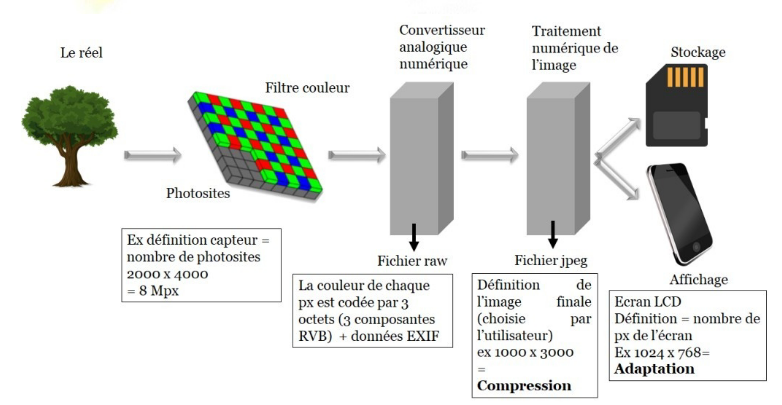 Le réel
Filtre couleur
Photosites
Convertisseur
analogique
numérique
Traitement
numérique de
l'image
Stockage
Ex définition capteur =
nombre de photosites
2000 x 4000
= 8 Mpx
Fichier raw
La couleur de chaque
px est codée par 3
octets (3 composantes
RVB) + données EXIF
Fichier jpeg
Définition de
l'image finale
(choisie par
l'utilisateur)
ex 1000 x 3000
=
Compression
Affichage
Ecran LCD
Définition = nombre de
px de l'écran
Ex 1024 x 768=
Adaptation